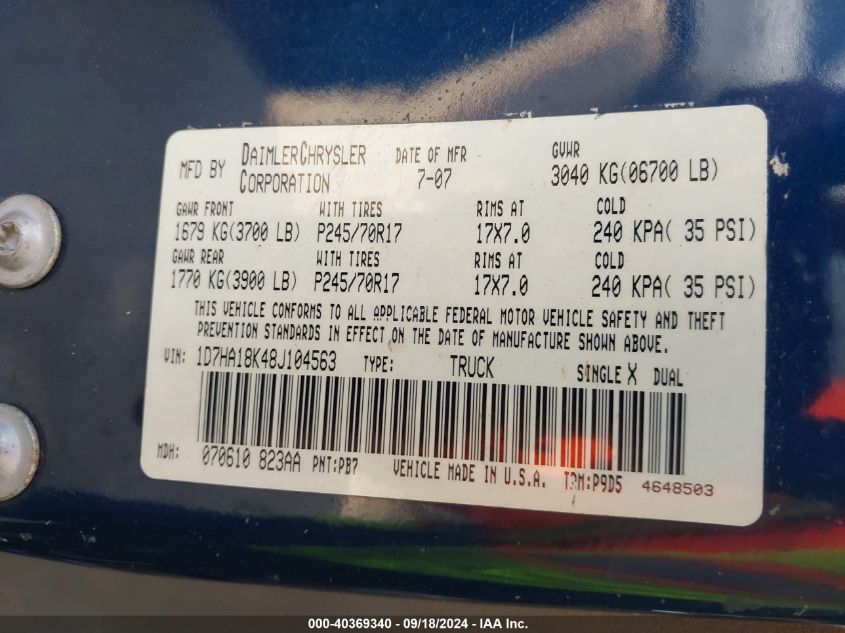 MFD BY DAIMLERCHRYSLER CORPORATION DATE OF MFR 7-07 GVWR 3040 KG(06700 LB)
GAWR FRONT WITH TIRES RIMS AT COLD
1679 KG(3700 LB) P245/70R17 17X7.0 240 KPA( 35 PSI)
GAWR REAR WITH TIRES RIMS AT COLD
1770 KG(3900 LB) P245/70R17 17X7.0 240 KPA( 35 PSI)
THIS VEHICLE CONFORMS TO ALL APPLICABLE FEDERAL MOTOR VEHICLE SAFETY AND THEFT
PREVENTION STANDARDS IN EFFECT ON THE DATE OF MANUFACTURE SHOWN ABOVE.
VIN: 1D7HA18K48J104563 TYPE: TRUCK SINGLE X DUAL
MDH: 070610 823AA PNT:PB7 VEHICLE MADE IN U.S.A. TRM:P9D5 4648503
000-40369340 - 09/18/2024 - IAA Inc.